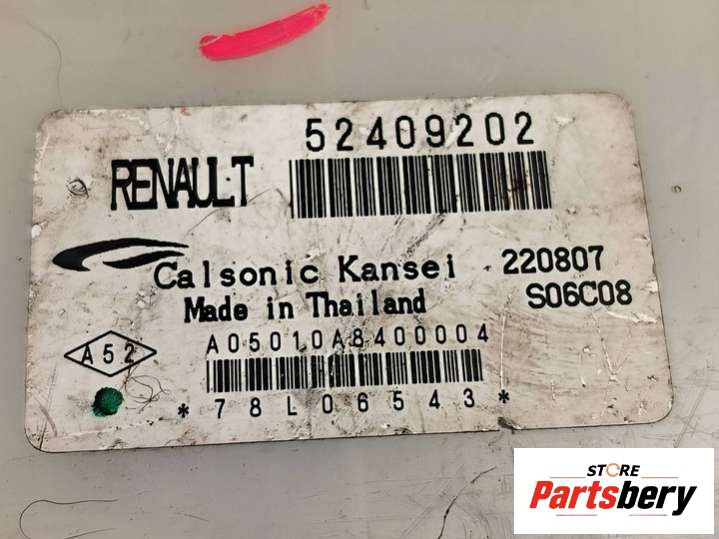 RENAULT
52409202
Calsonic Kansei 220807
Made in Thailand S06C08
A52
A05010A8400004
*78L06543*
STORE
Partsbery